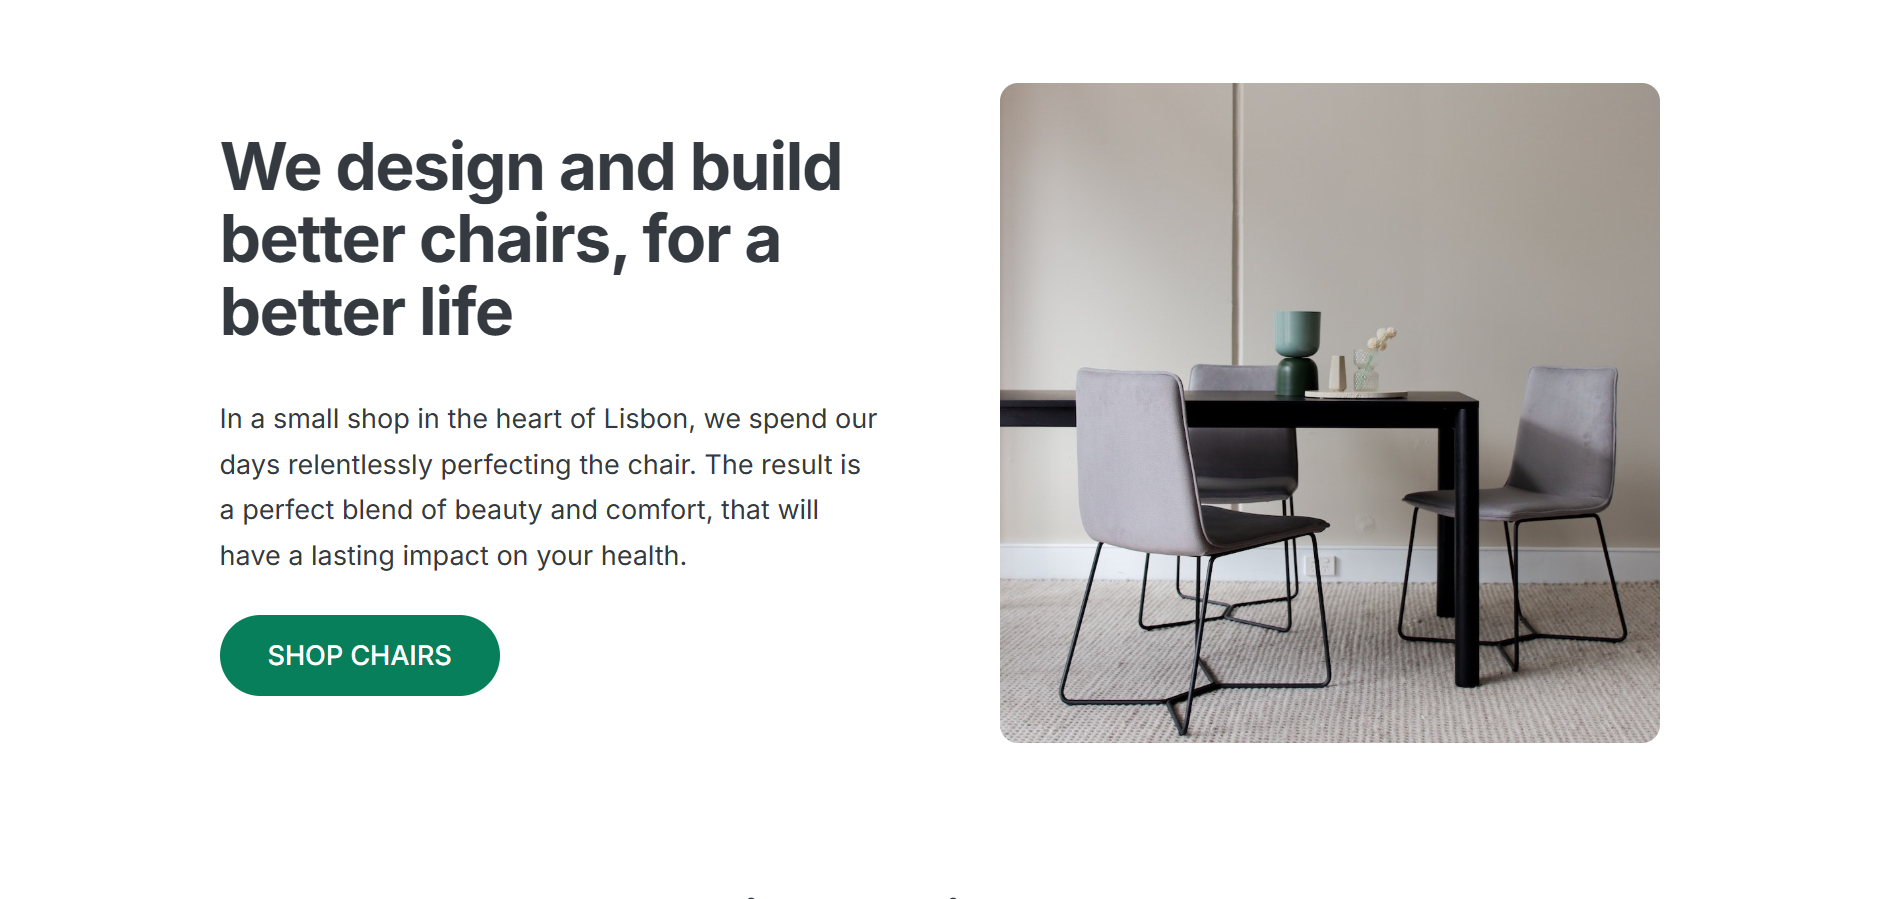 We design and build
better chairs, for a
better life
In a small shop in the heart of Lisbon, we spend our
days relentlessly perfecting the chair. The result is
a perfect blend of beauty and comfort, that will
have a lasting impact on your health.
SHOP CHAIRS